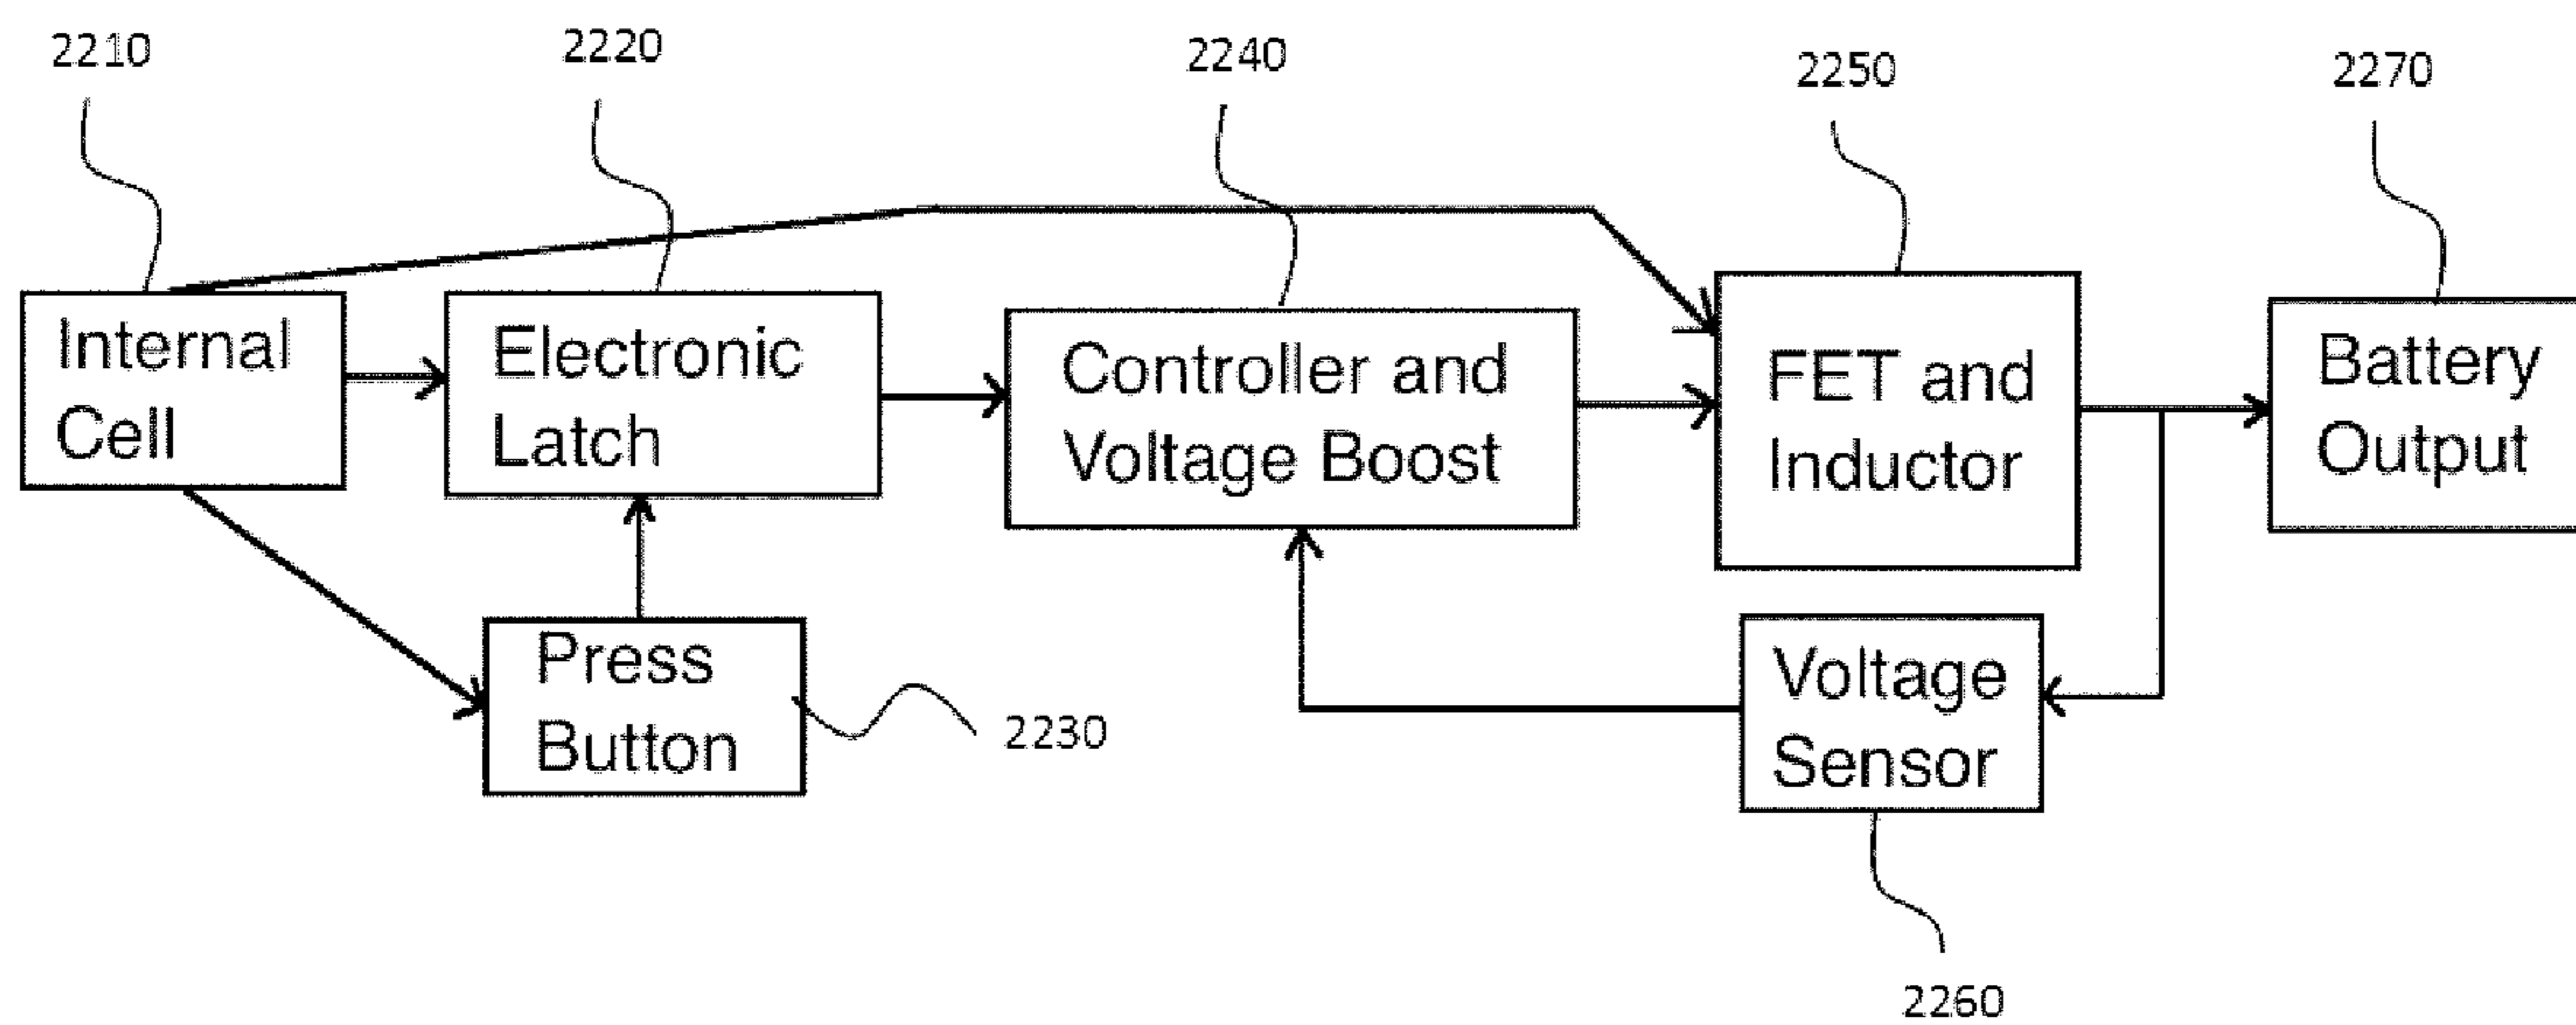 2210
2220
2240
2250
2270
Internal
Cell
Electronic
Latch
Controller and
Voltage Boost
FET and
Inductor
Battery
Output
Press
Button
2230
Voltage
Sensor
2260